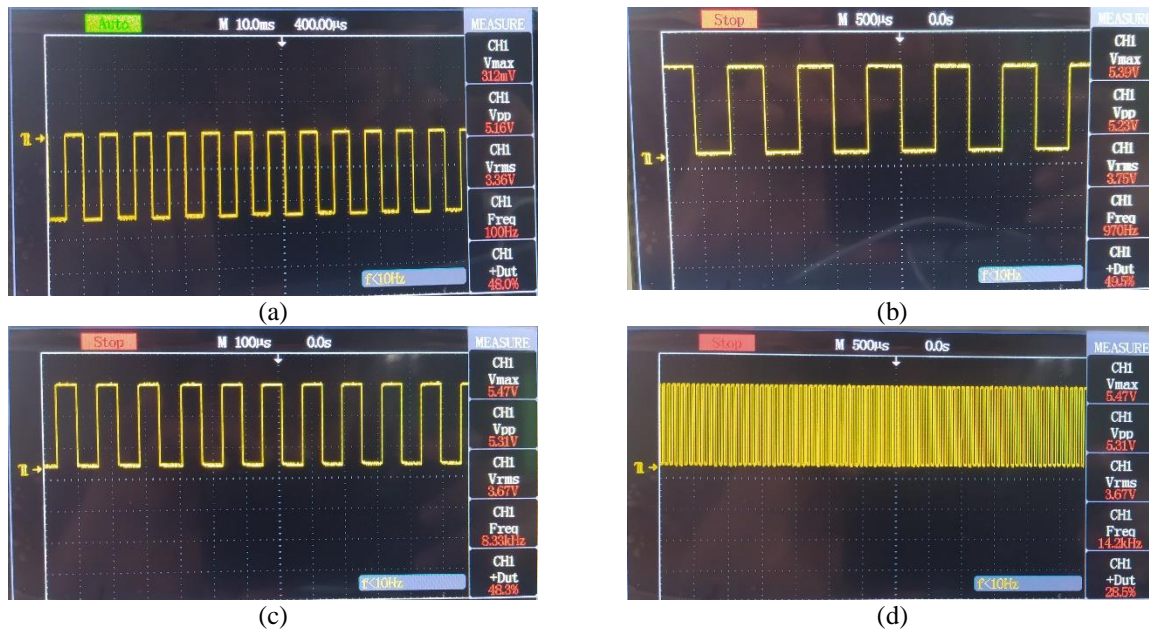 Auto M 10.0ms 400.00µs MEASURE
CH1
Vmax
312mV
CH1
Vpp
5.16V
CH1
Vrms
3.36V
CH1
Freq
100Hz
CH1
+Dut
48.0%
f<10Hz
(a)
Stop M 500µs 0.0s MEASURE
CH1
Vmax
5.39V
CH1
Vpp
5.23V
CH1
Vrms
3.75V
CH1
Freq
970Hz
CH1
+Dut
49.5%
f<10Hz
(b)
Stop M 100µs 0.0s MEASURE
CH1
Vmax
5.47V
CH1
Vpp
5.31V
CH1
Vrms
3.67V
CH1
Freq
8.33kHz
CH1
+Dut
48.3%
f<10Hz
(c)
Stop M 500µs 0.0s MEASURE
CH1
Vmax
5.47V
CH1
Vpp
5.31V
CH1
Vrms
3.67V
CH1
Freq
14.2kHz
CH1
+Dut
28.5%
f<10Hz
(d)